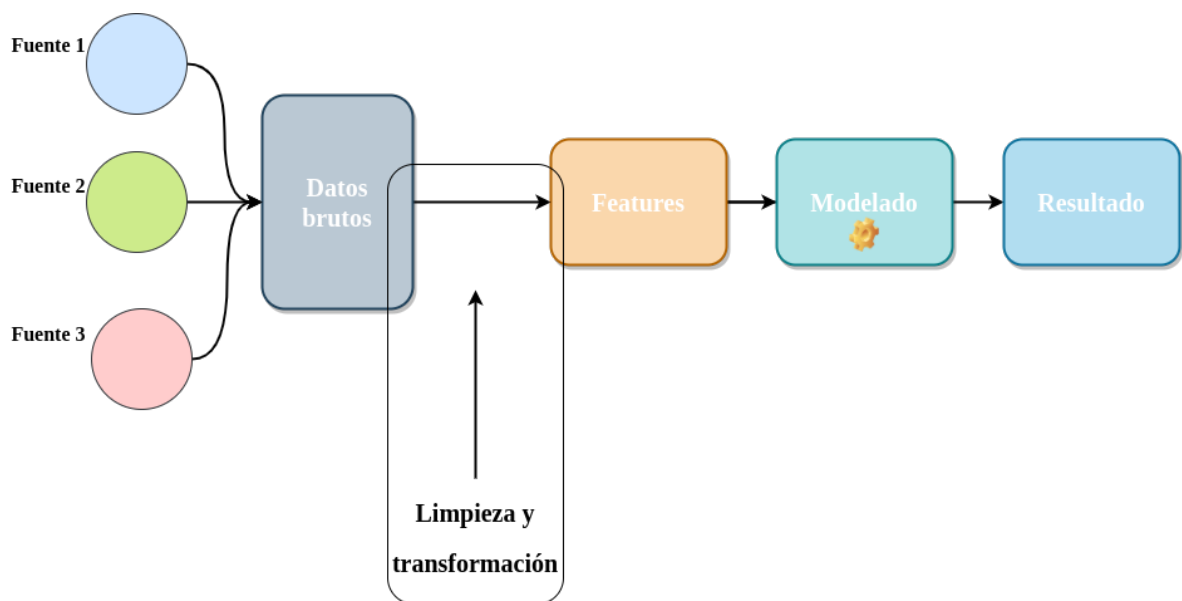 Fuente 1
Fuente 2
Fuente 3
Datos
brutos
Features
Modelado
Resultado
Limpieza y
transformación